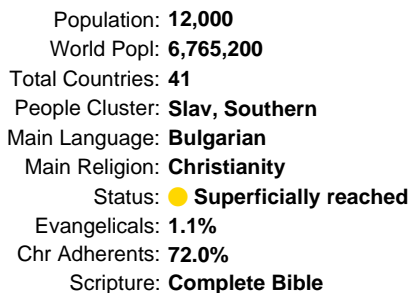 Population: 12,000
World Popl: 6,765,200
Total Countries: 41
People Cluster: Slav, Southern
Main Language: Bulgarian
Main Religion: Christianity
Status: Superficially reached
Evangelicals: 1.1%
Chr Adherents: 72.0%
Scripture: Complete Bible